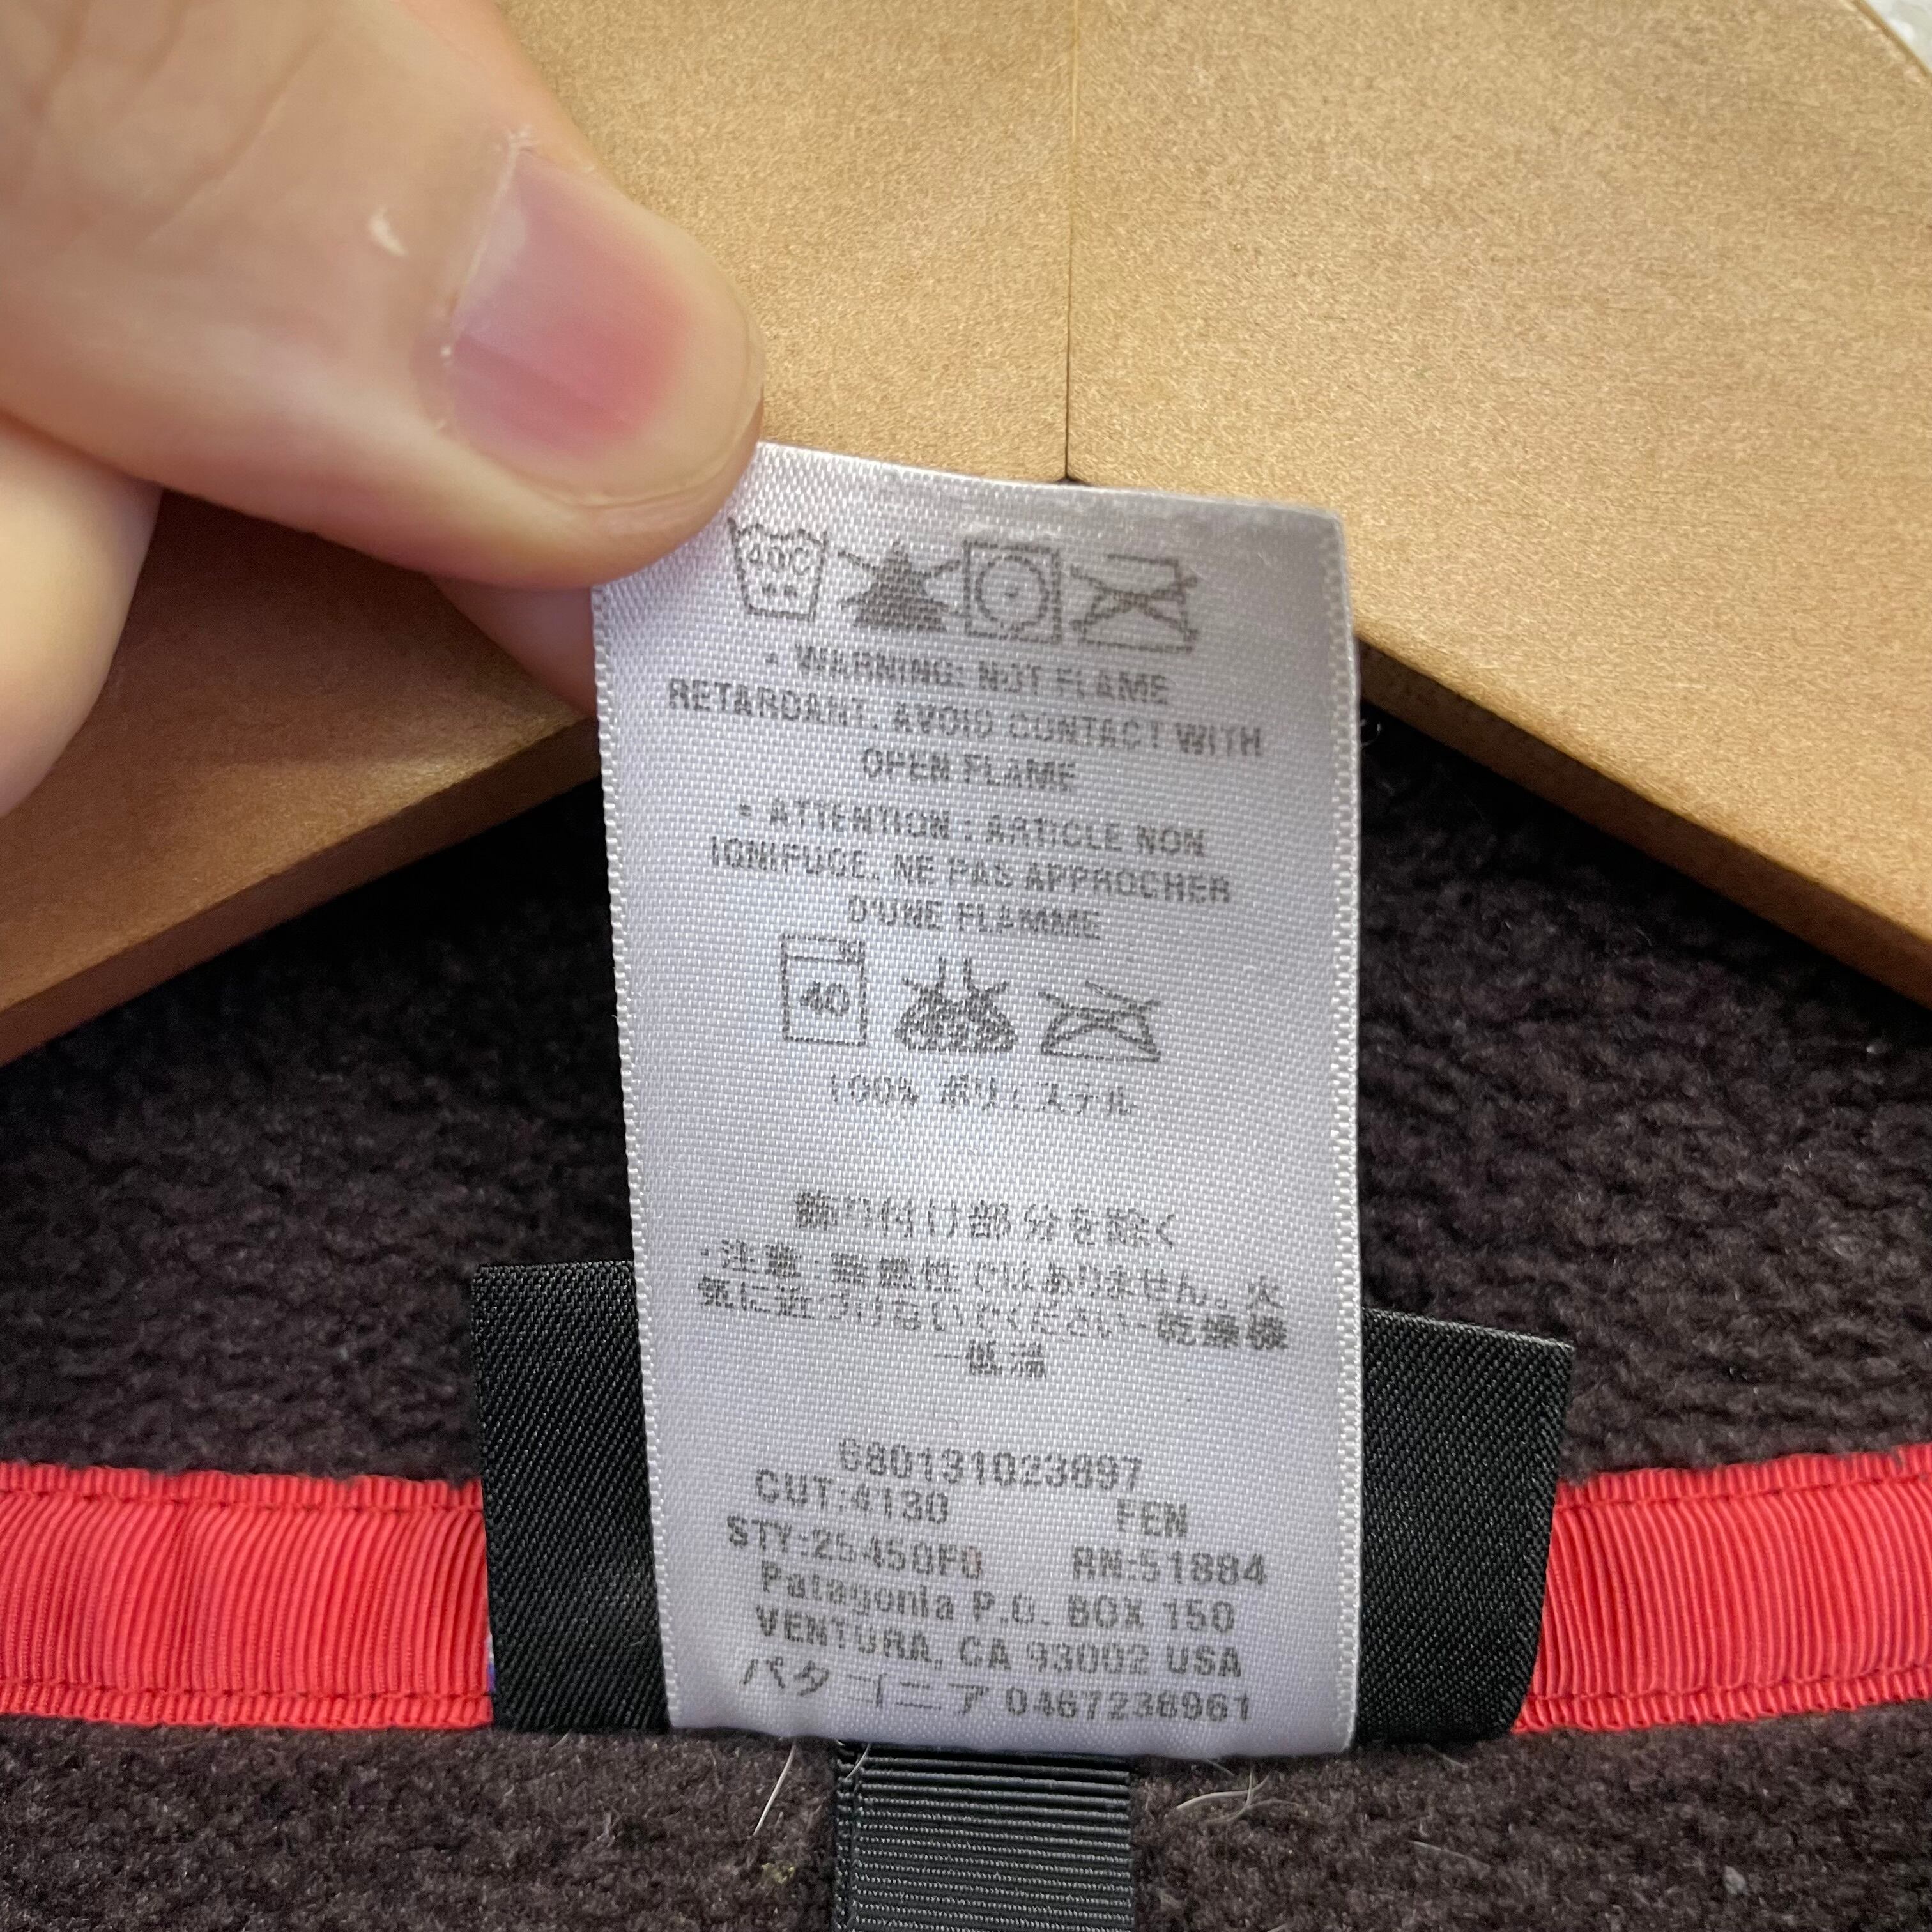 40C
• WARNING: NOT FLAME
RETARDANT. AVOID CONTACT WITH
OPEN FLAME
• ATTENTION : ARTICLE NON
IGNIFUGE. NE PAS APPROCHER
D'UNE FLAMME
40
100% ポリエステル
飾り付け部分を除く
・注意・難燃性ではありません。火
気に近づけないでください・乾燥機
ー低温
680131023697
CUT:4130 FEN
STY:25450F0 RN:51884
Patagonia P.O. BOX 150
VENTURA, CA 93002 USA
パタゴニア 0467238961